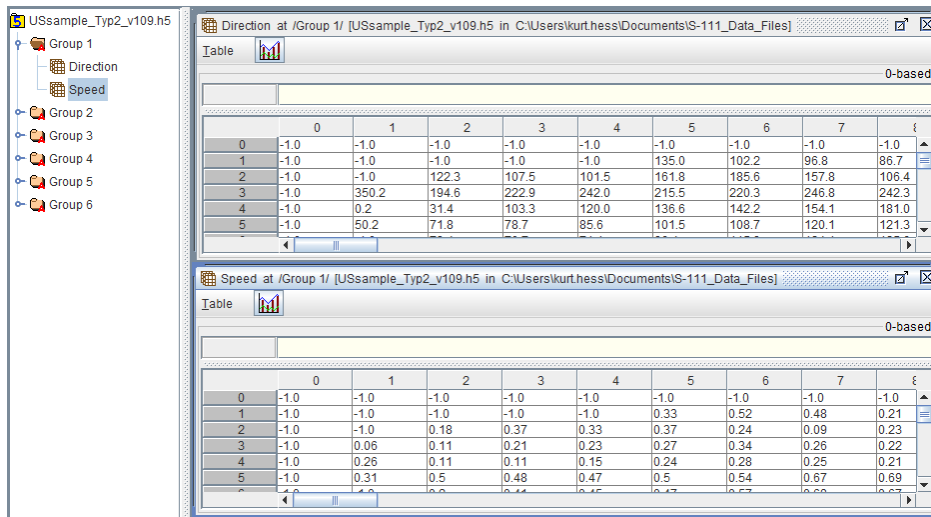 USsample_Typ2_v109.h5
Group 1
Direction
Speed
Group 2
Group 3
Group 4
Group 5
Group 6
Direction at /Group 1/ [USsample_Typ2_v109.h5 in C:\Users\kurt.hess\Documents\S-111_Data_Files]
Table
0-based
0 1 2 3 4 5 6 7
0 -1.0 -1.0 -1.0 -1.0 -1.0 -1.0 -1.0 -1.0 -1.0
1 -1.0 -1.0 -1.0 -1.0 -1.0 135.0 102.2 96.8 86.7
2 -1.0 -1.0 122.3 107.5 101.5 161.8 185.6 157.8 106.4
3 -1.0 350.2 194.6 222.9 242.0 215.5 220.3 246.8 242.3
4 -1.0 0.2 31.4 103.3 120.0 136.6 142.2 154.1 181.0
5 -1.0 50.2 71.8 78.7 85.6 101.5 108.7 120.1 121.3
Speed at /Group 1/ [USsample_Typ2_v109.h5 in C:\Users\kurt.hess\Documents\S-111_Data_Files]
Table
0-based
0 1 2 3 4 5 6 7
0 -1.0 -1.0 -1.0 -1.0 -1.0 -1.0 -1.0 -1.0 -1.0
1 -1.0 -1.0 -1.0 -1.0 -1.0 0.33 0.52 0.48 0.21
2 -1.0 -1.0 0.18 0.37 0.33 0.37 0.24 0.09 0.23
3 -1.0 0.06 0.11 0.21 0.23 0.27 0.34 0.26 0.22
4 -1.0 0.26 0.11 0.11 0.15 0.24 0.28 0.25 0.21
5 -1.0 0.31 0.5 0.48 0.47 0.5 0.54 0.67 0.69